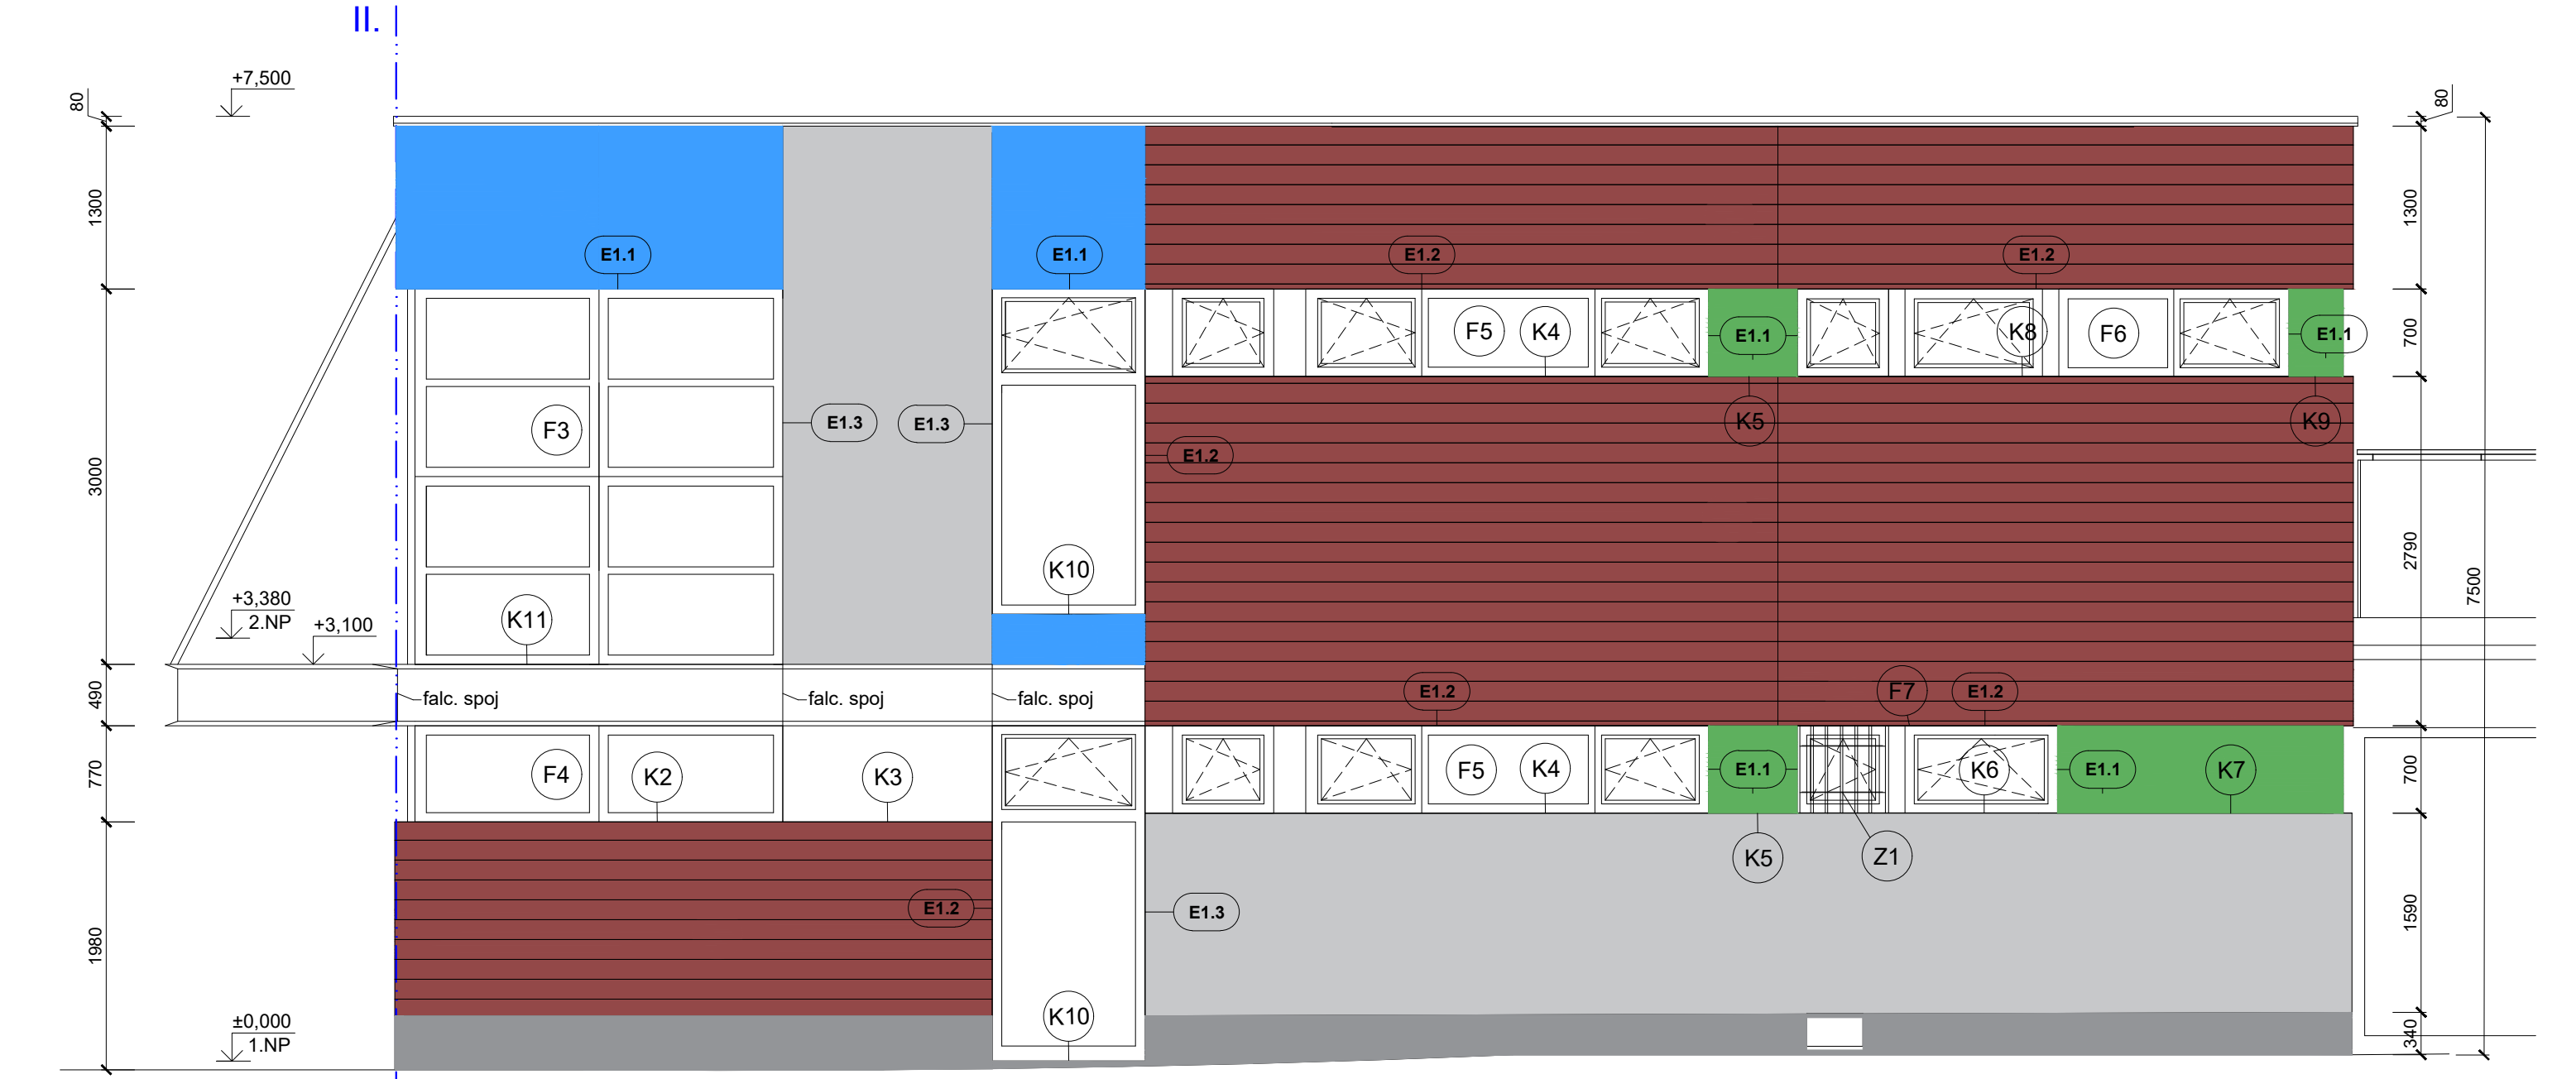 II.
+7,500
80
80
1300
E1.1
E1.1
E1.2
E1.2
1300
F5
K4
E1.1
K8
F6
E1.1
700
F3
E1.3
E1.3
K5
K9
E1.2
3000
K10
2790
7500
+3,380
2.NP
+3,100
K11
490
falc. spoj
falc. spoj
falc. spoj
E1.2
F7
E1.2
770
F4
K2
K3
F5
K4
E1.1
K6
E1.1
K7
700
K5
Z1
1980
E1.2
E1.3
1590
±0,000
1.NP
K10
340